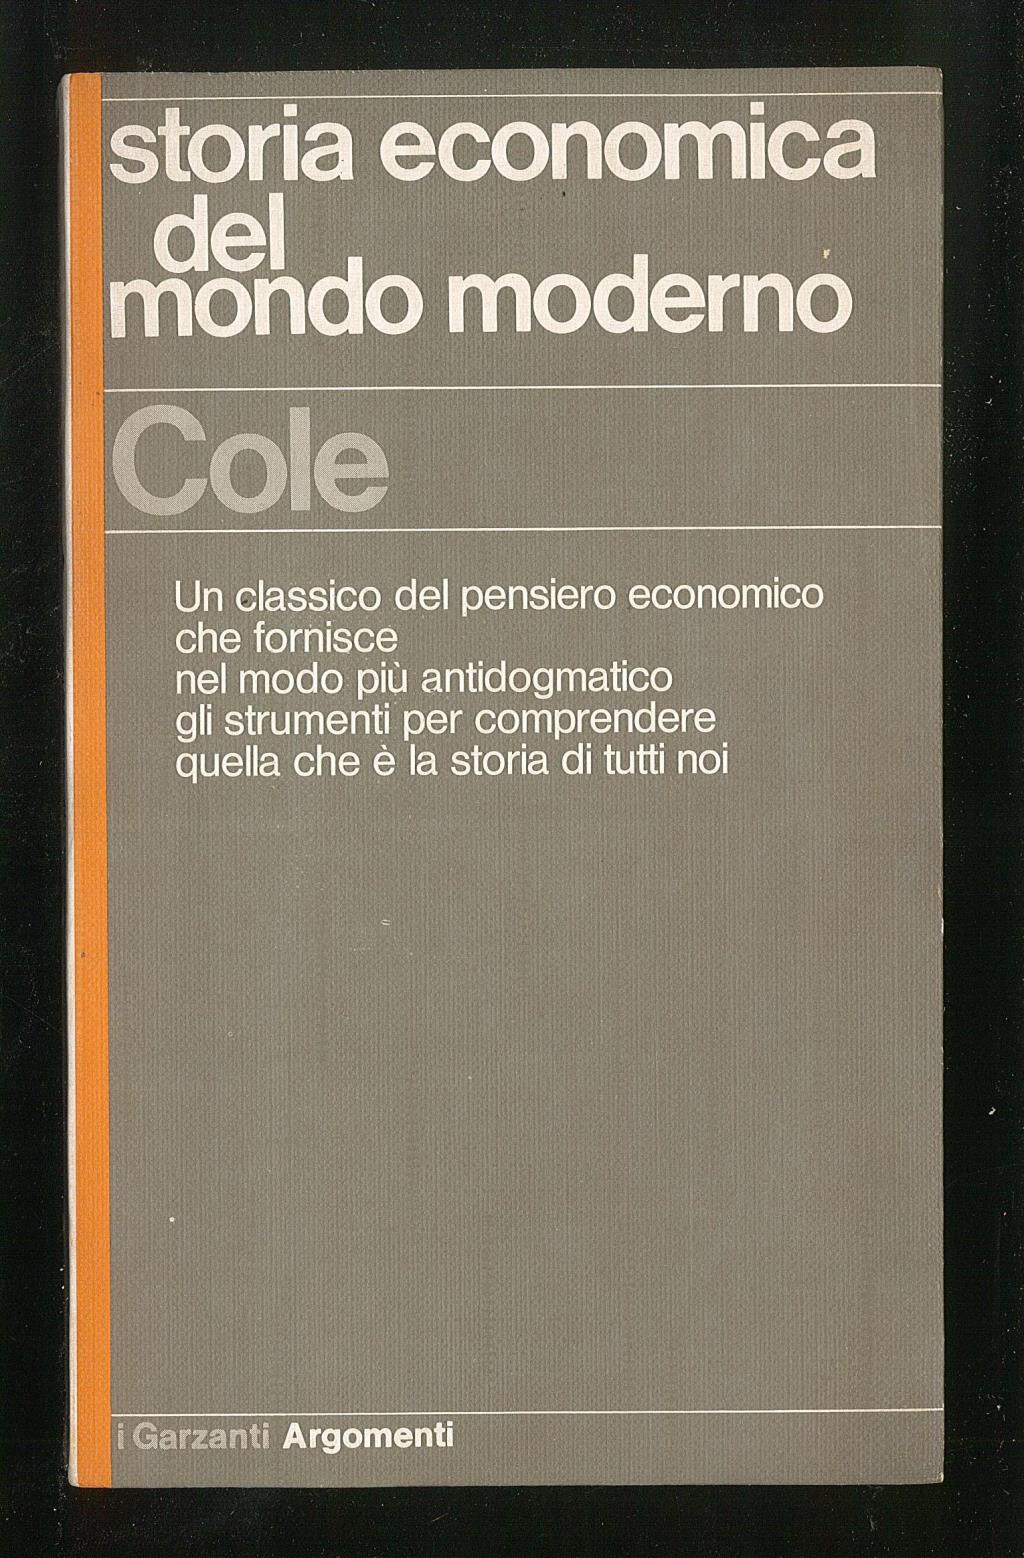 storia economica
del
mondo moderno
Cole
Un classico del pensiero economico
che fornisce
nel modo più antidogmatico
gli strumenti per comprendere
quella che è la storia di tutti noi
i Garzanti Argomenti